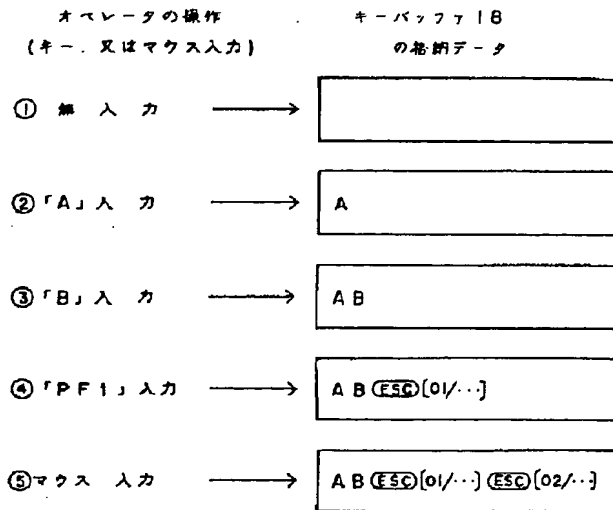 オペレータの操作
(キー.又はマウス入力)
キーバッファ18
の格納データ
① 無入力
②「A」入力
A
③「B」入力
AB
④「PF1」入力
AB(ESC)[01/…]
⑤マウス 入力
AB(ESC)[01/…](ESC)[02/…]